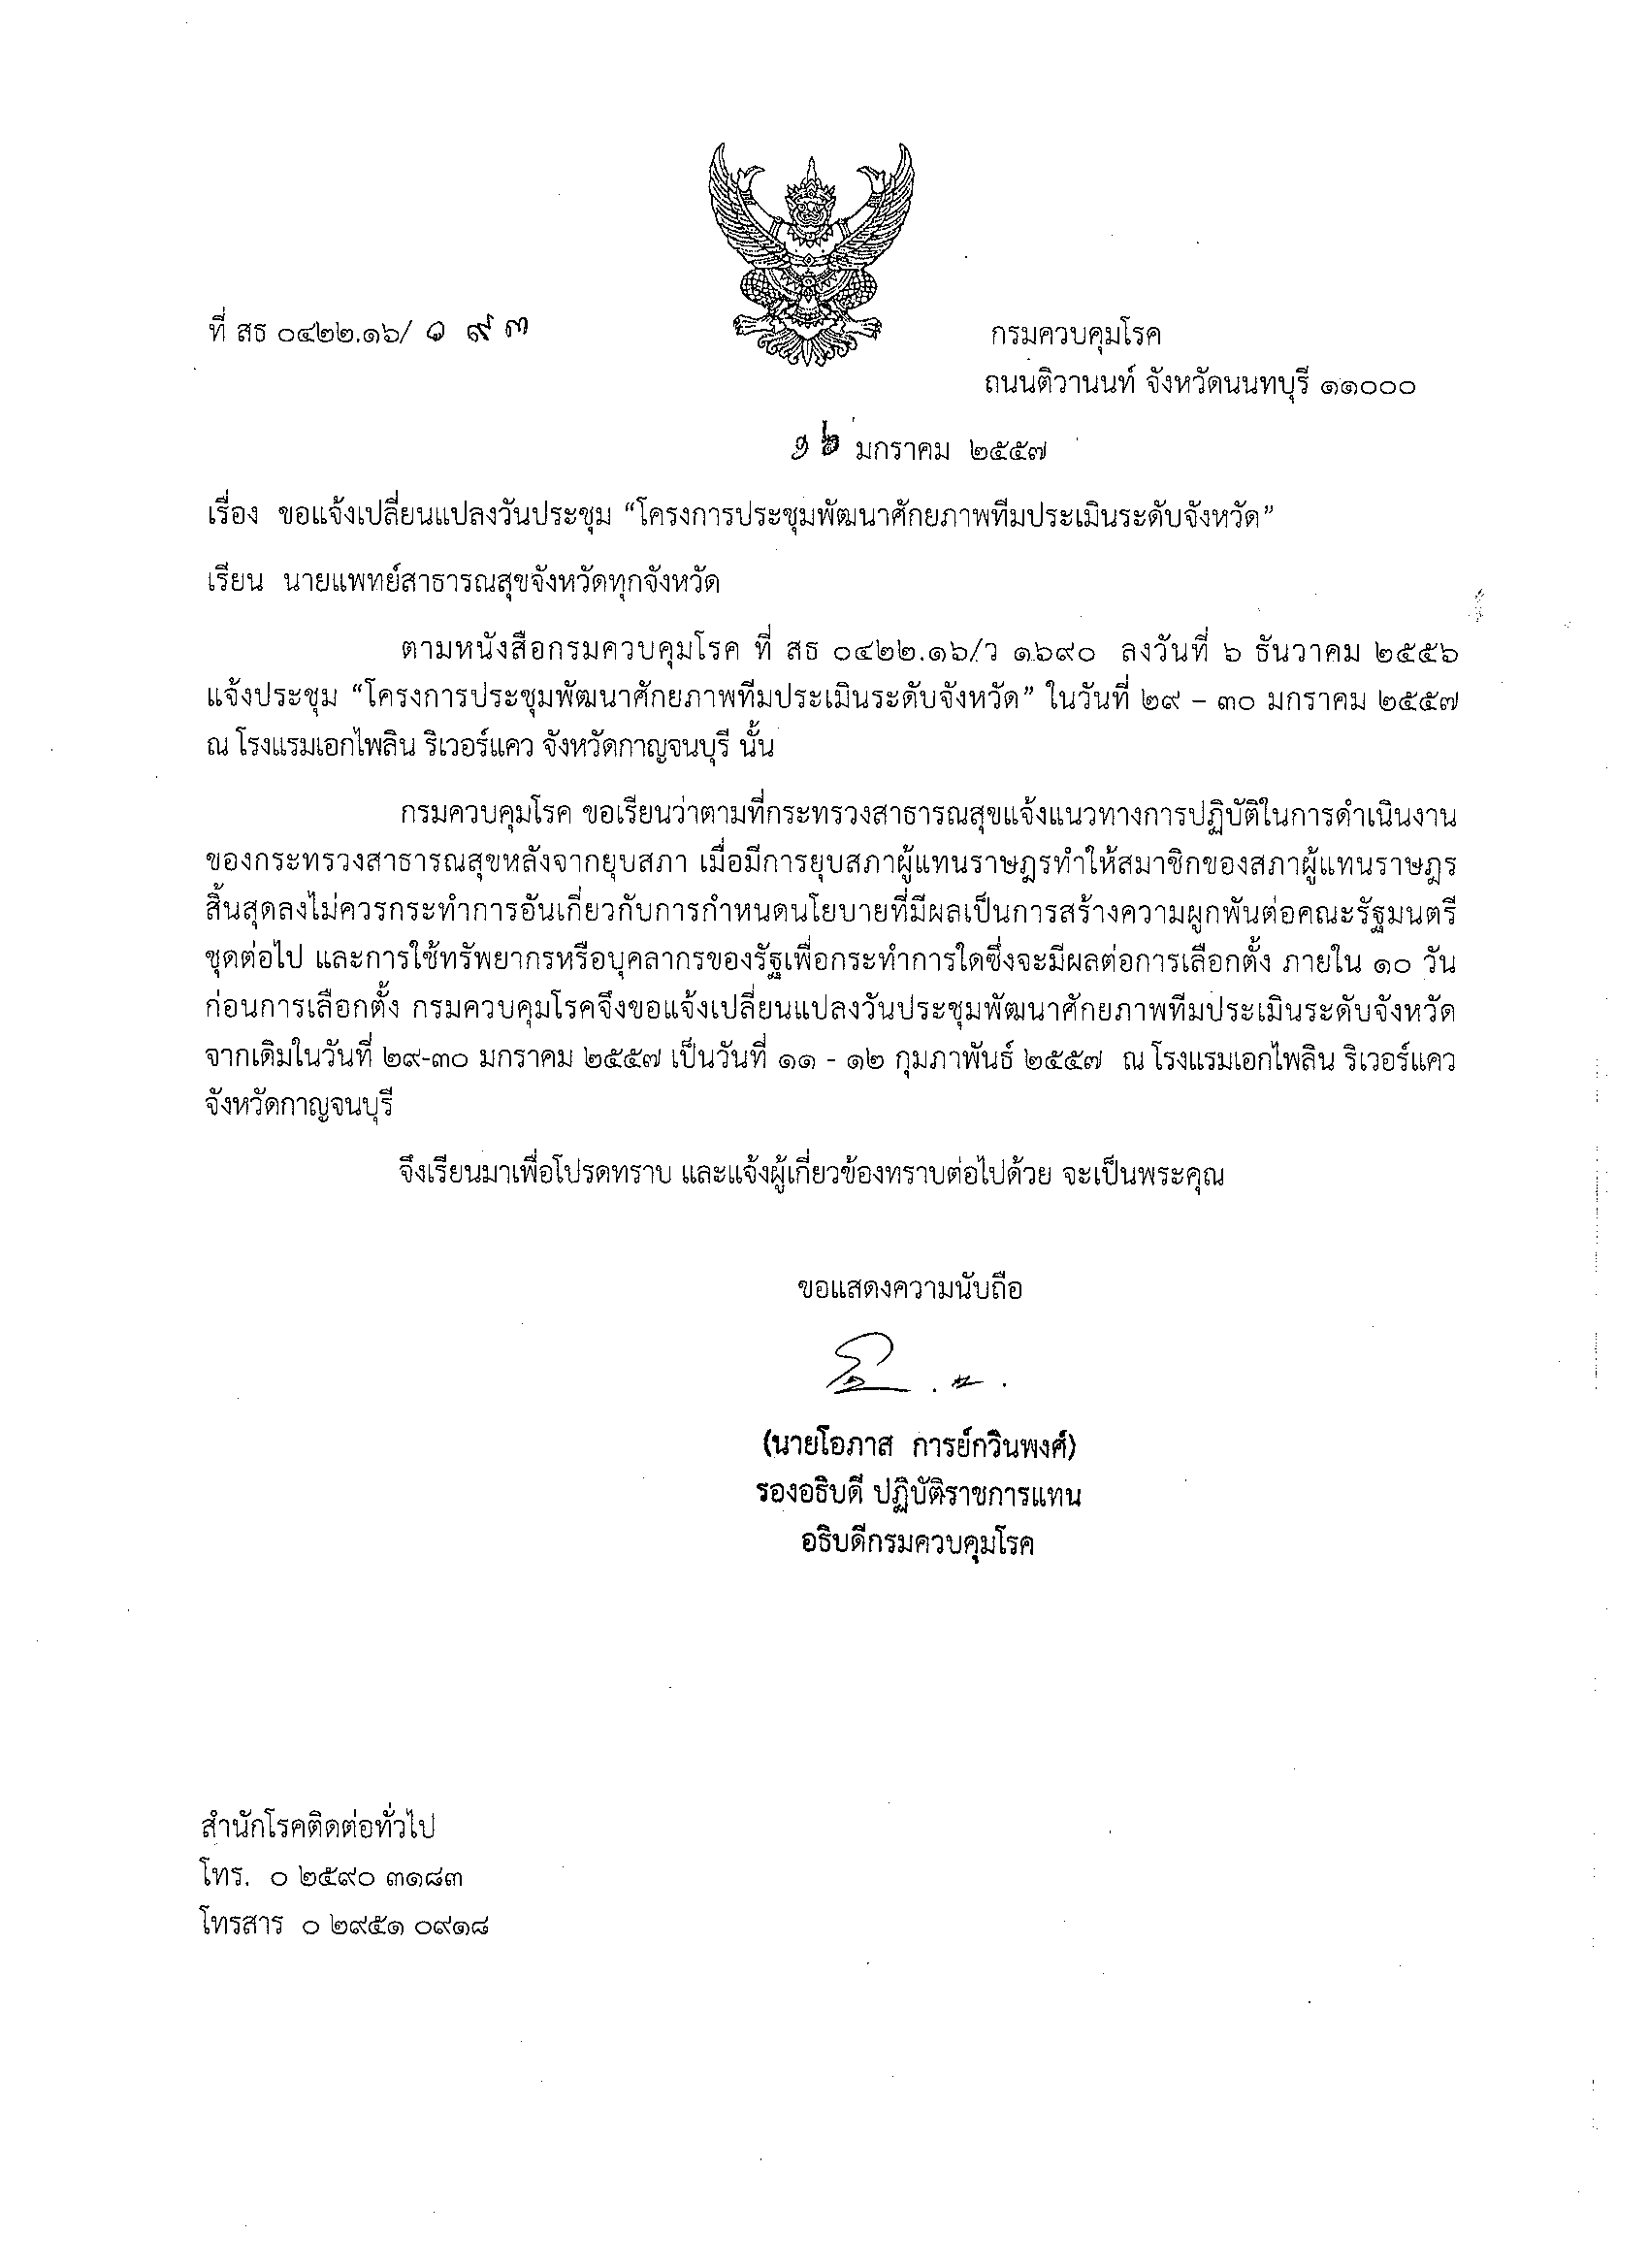 ที่ สธ ๐๔๒๒.๑๖/ ๑ ๙ ๓
กรมควบคุมโรค
ถนนติวานนท์ จังหวัดนนทบุรี ๑๑๐๐๐
๑๖ มกราคม ๒๕๕๗
เรื่อง ขอแจ้งเปลี่ยนแปลงวันประชุม “โครงการประชุมพัฒนาศักยภาพทีมประเมินระดับจังหวัด”
เรียน นายแพทย์สาธารณสุขจังหวัดทุกจังหวัด
ตามหนังสือกรมควบคุมโรค ที่ สธ ๐๔๒๒.๑๖/ว ๑๖๙๐ ลงวันที่ ๖ ธันวาคม ๒๕๕๖
แจ้งประชุม “โครงการประชุมพัฒนาศักยภาพทีมประเมินระดับจังหวัด” ในวันที่ ๒๙ – ๓๐ มกราคม ๒๕๕๗
ณ โรงแรมเอกไพลิน ริเวอร์แคว จังหวัดกาญจนบุรี นั้น
กรมควบคุมโรค ขอเรียนว่าตามที่กระทรวงสาธารณสุขแจ้งแนวทางการปฏิบัติในการดำเนินงาน
ของกระทรวงสาธารณสุขหลังจากยุบสภา เมื่อมีการยุบสภาผู้แทนราษฎรทำให้สมาชิกของสภาผู้แทนราษฎร
สิ้นสุดลงไม่ควรกระทำการอันเกี่ยวกับการกำหนดนโยบายที่มีผลเป็นการสร้างความผูกพันต่อคณะรัฐมนตรี
ชุดต่อไป และการใช้ทรัพยากรหรือบุคลากรของรัฐเพื่อกระทำการใดซึ่งจะมีผลต่อการเลือกตั้ง ภายใน ๑๐ วัน
ก่อนการเลือกตั้ง กรมควบคุมโรคจึงขอแจ้งเปลี่ยนแปลงวันประชุมพัฒนาศักยภาพทีมประเมินระดับจังหวัด
จากเดิมในวันที่ ๒๙-๓๐ มกราคม ๒๕๕๗ เป็นวันที่ ๑๑ - ๑๒ กุมภาพันธ์ ๒๕๕๗ ณ โรงแรมเอกไพลิน ริเวอร์แคว
จังหวัดกาญจนบุรี
จึงเรียนมาเพื่อโปรดทราบ และแจ้งผู้เกี่ยวข้องทราบต่อไปด้วย จะเป็นพระคุณ
ขอแสดงความนับถือ
(นายโอภาส การย์กวินพงศ์)
รองอธิบดี ปฏิบัติราชการแทน
อธิบดีกรมควบคุมโรค
สำนักโรคติดต่อทั่วไป
โทร. ๐ ๒๕๙๐ ๓๑๘๓
โทรสาร ๐ ๒๙๕๑ ๐๙๑๘